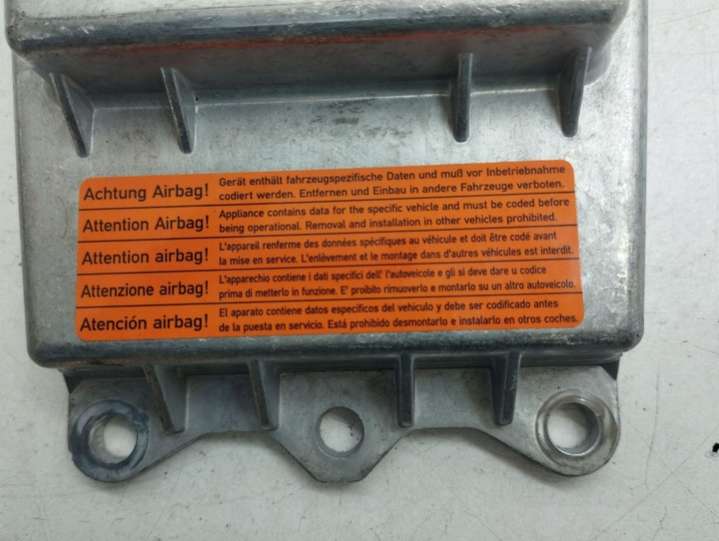 Achtung Airbag! Gerät enthält fahrzeugspezifische Daten und muß vor Inbetriebnahme
codiert werden. Entfernen und Einbau in andere Fahrzeuge verboten.
Attention Airbag! Appliance contains data for the specific vehicle and must be coded before
being operational. Removal and installation in other vehicles prohibited.
Attention airbag! L'appareil renferme des données spécifiques au véhicule et doit être codé avant
la mise en service. L'enlévement et le montage dans d'autres véhicules est interdit.
Attenzione airbag! L'apparechio contiene i dati specifici dell' l'autoveicolo e gli si deve dare u codice
prima di metterlo in funzione. E' proibito rimuoverlo e montarlo su un altro autoveicolo.
Atención airbag! El aparato contiene datos especificos del vehiculo y debe ser codificado antes
de la puesta en servicio. Está prohibido desmontarlo e instalarlo en otros coches.